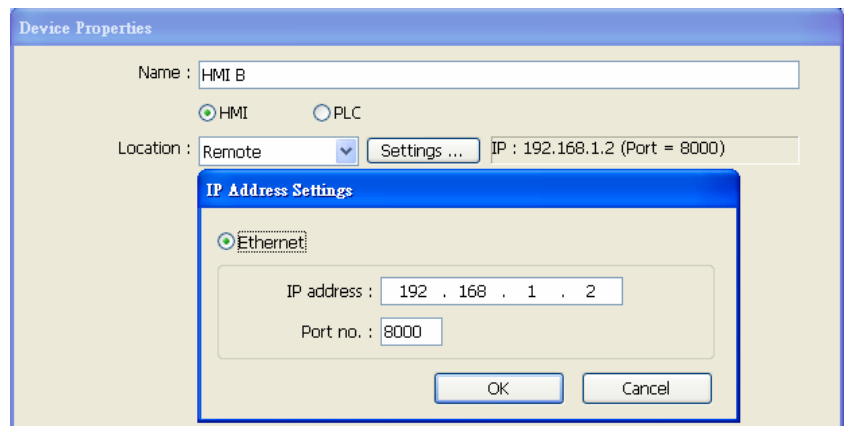 Device Properties
Name : HMI B
HMI PLC
Location : Remote Settings ... IP : 192.168.1.2 (Port = 8000)
IP Address Settings
Ethernet
IP address : 192 . 168 . 1 . 2
Port no. : 8000
OK Cancel